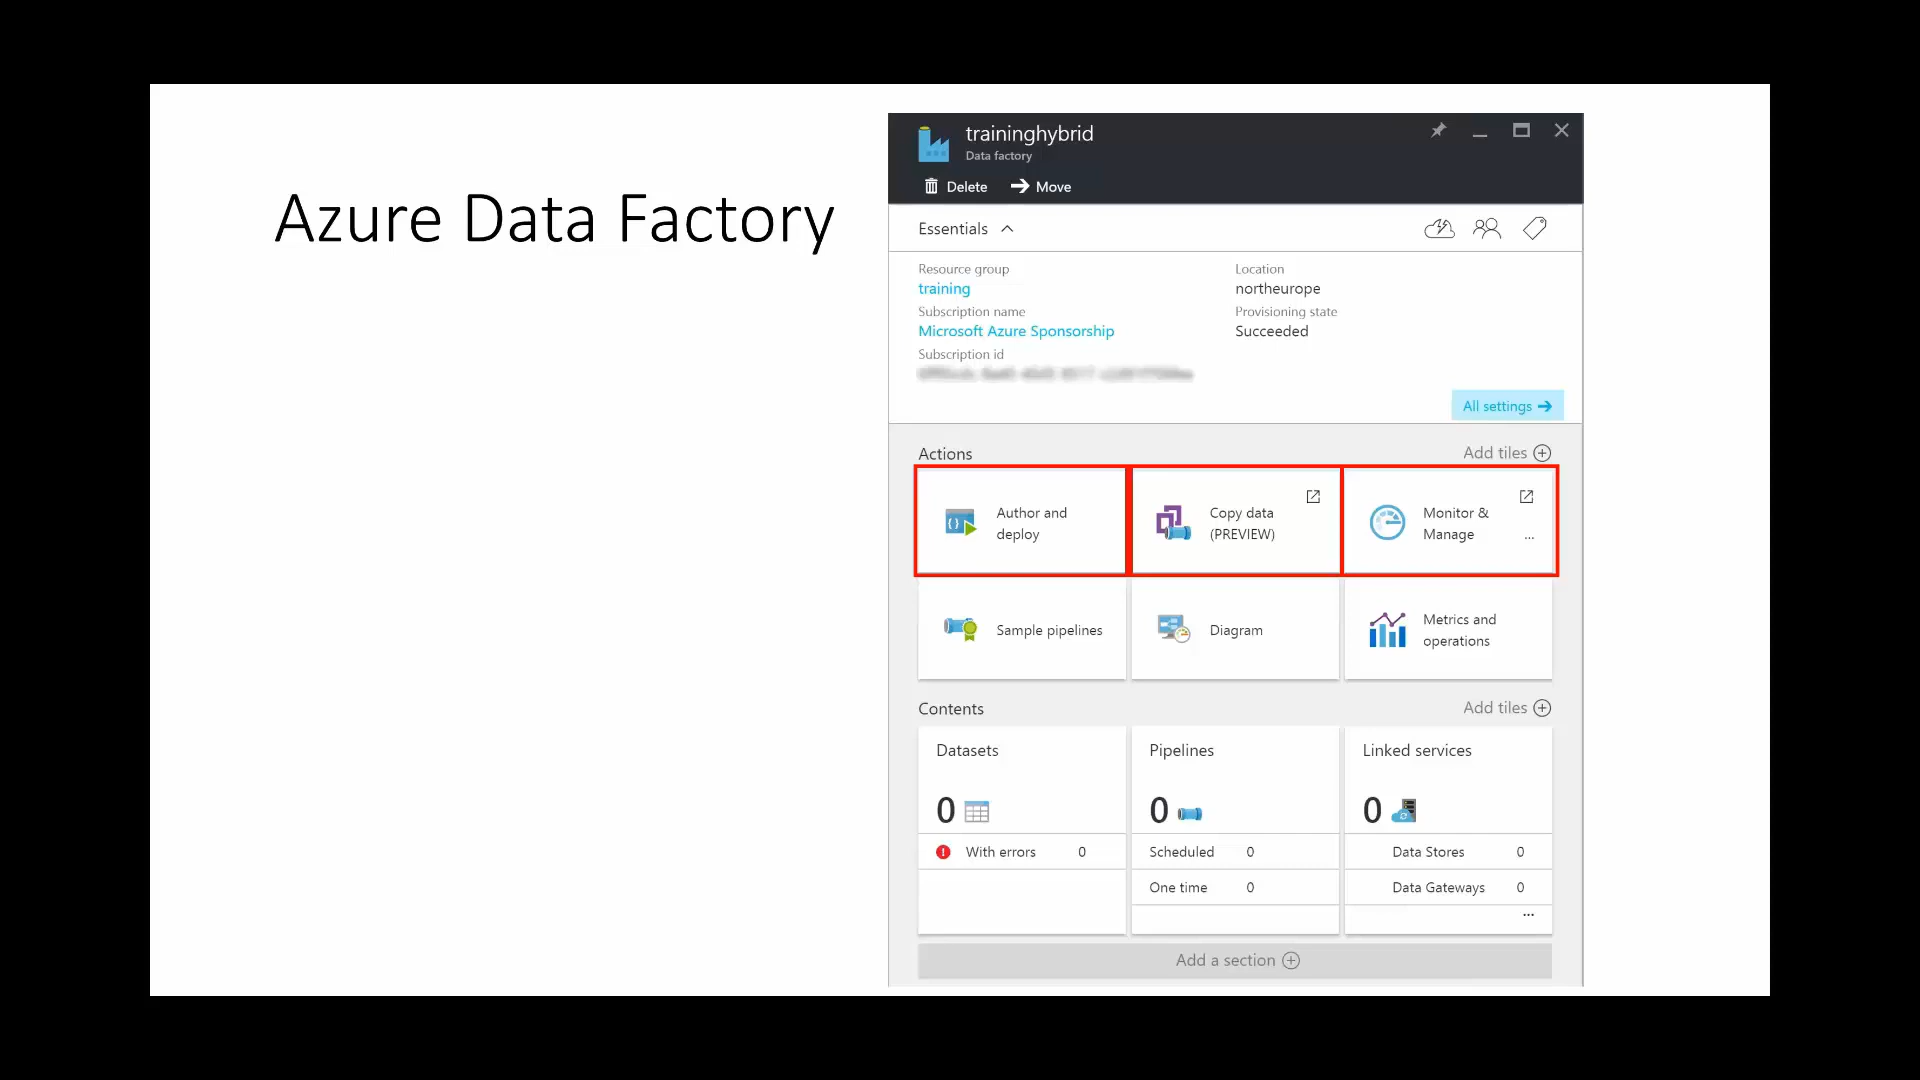 Azure Data Factory
traininghybrid
Data factory
Delete
Move
Essentials
Resource group
training
Location
northeurope
Subscription name
Microsoft Azure Sponsorship
Provisioning state
Succeeded
Subscription id
All settings
Actions
Add tiles
Author and
deploy
Copy data
(PREVIEW)
Monitor &
Manage
...
Sample pipelines
Diagram
Metrics and
operations
Contents
Add tiles
Datasets
0
With errors 0
Pipelines
0
Scheduled 0
One time 0
Linked services
0
Data Stores 0
Data Gateways 0
...
Add a section